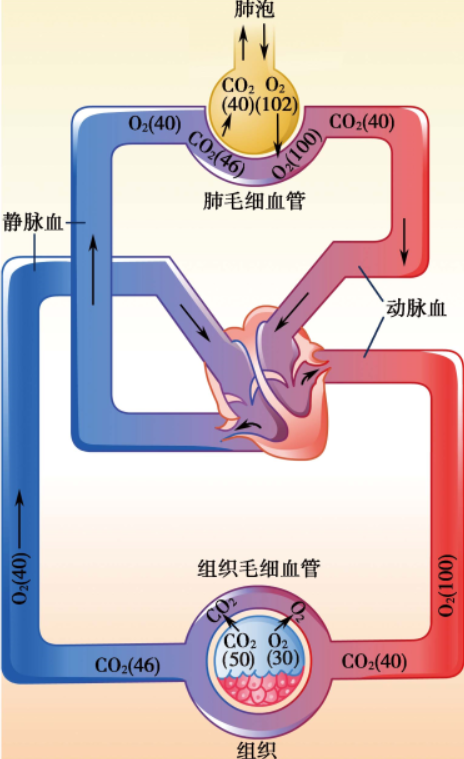 肺泡
CO₂ O₂
(40)(102)
O₂(40)
CO₂(40)
CO₂(46)
O₂(100)
肺毛细血管
静脉血
动脉血
O₂(40)
O₂(100)
组织毛细血管
CO₂
O₂
CO₂ O₂
(50) (30)
CO₂(46)
CO₂(40)
组织